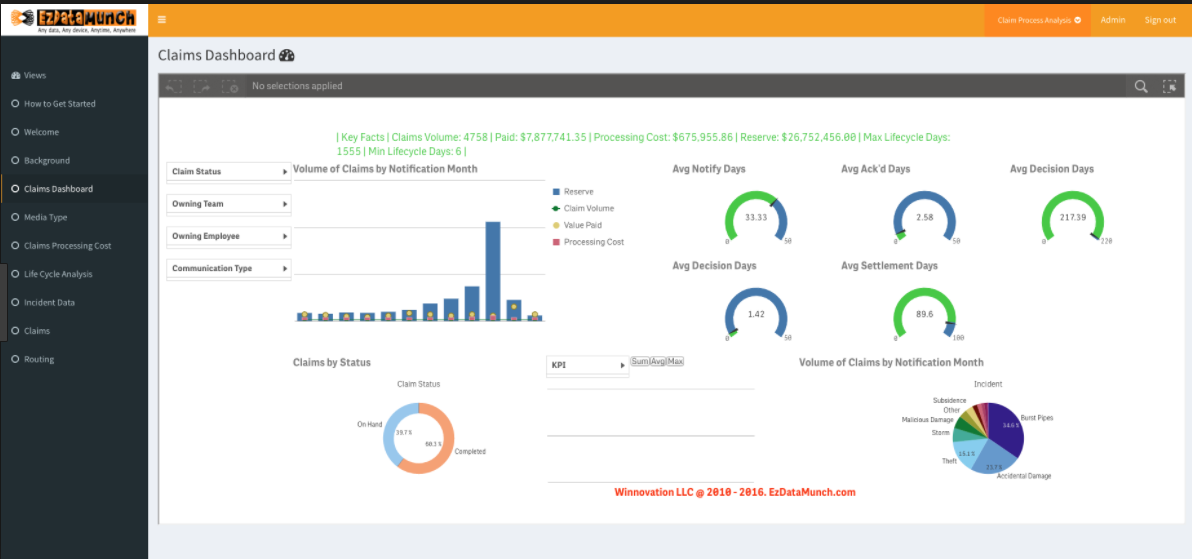 EzDataMunch
Any data, Any device, Anytime, Anywhere
Claim Process Analysis
Admin
Sign out
Views
How to Get Started
Welcome
Background
Claims Dashboard
Media Type
Claims Processing Cost
Life Cycle Analysis
Incident Data
Claims
Routing
Claims Dashboard
No selections applied
| Key Facts | Claims Volume: 4758 | Paid: $7,877,741.35 | Processing Cost: $675,955.86 | Reserve: $26,752,456.00 | Max Lifecycle Days:
1555 | Min Lifecycle Days: 6 |
Claim Status
Owning Team
Owning Employee
Communication Type
Volume of Claims by Notification Month
Reserve
Claim Volume
Value Paid
Processing Cost
Avg Notify Days
33.33
0
50
Avg Ack'd Days
2.58
0
50
Avg Decision Days
217.39
0
220
Avg Decision Days
1.42
0
50
Avg Settlement Days
89.6
0
100
Claims by Status
Claim Status
On Hand
39.7 %
60.3 %
Completed
KPI
Sum|Avg|Max
Volume of Claims by Notification Month
Incident
Subsidence
Other
Malicious Damage
Storm
Theft
Burst Pipes
Accidental Damage
34.6 %
15.1 %
Winnovation LLC @ 2010 - 2016. EzDataMunch.com